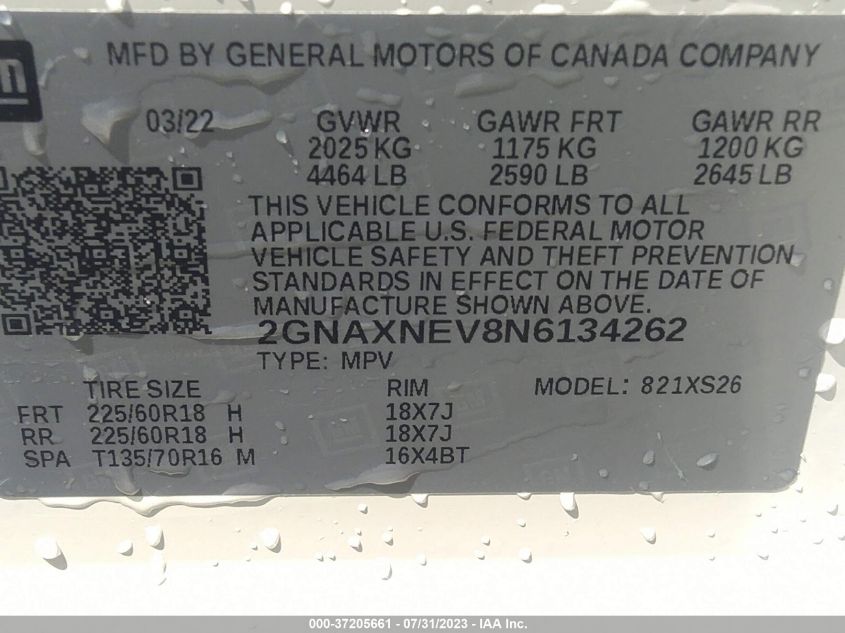 gm
MFD BY GENERAL MOTORS OF CANADA COMPANY
03/22 GVWR GAWR FRT GAWR RR
2025 KG 1175 KG 1200 KG
4464 LB 2590 LB 2645 LB
THIS VEHICLE CONFORMS TO ALL
APPLICABLE U.S. FEDERAL MOTOR
VEHICLE SAFETY AND THEFT PREVENTION
STANDARDS IN EFFECT ON THE DATE OF
MANUFACTURE SHOWN ABOVE.
2GNAXNEV8N6134262
TYPE: MPV
TIRE SIZE RIM MODEL: 821XS26
FRT 225/60R18 H 18X7J
RR 225/60R18 H 18X7J
SPA T135/70R16 M 16X4BT
000-37205661 - 07/31/2023 - IAA Inc.